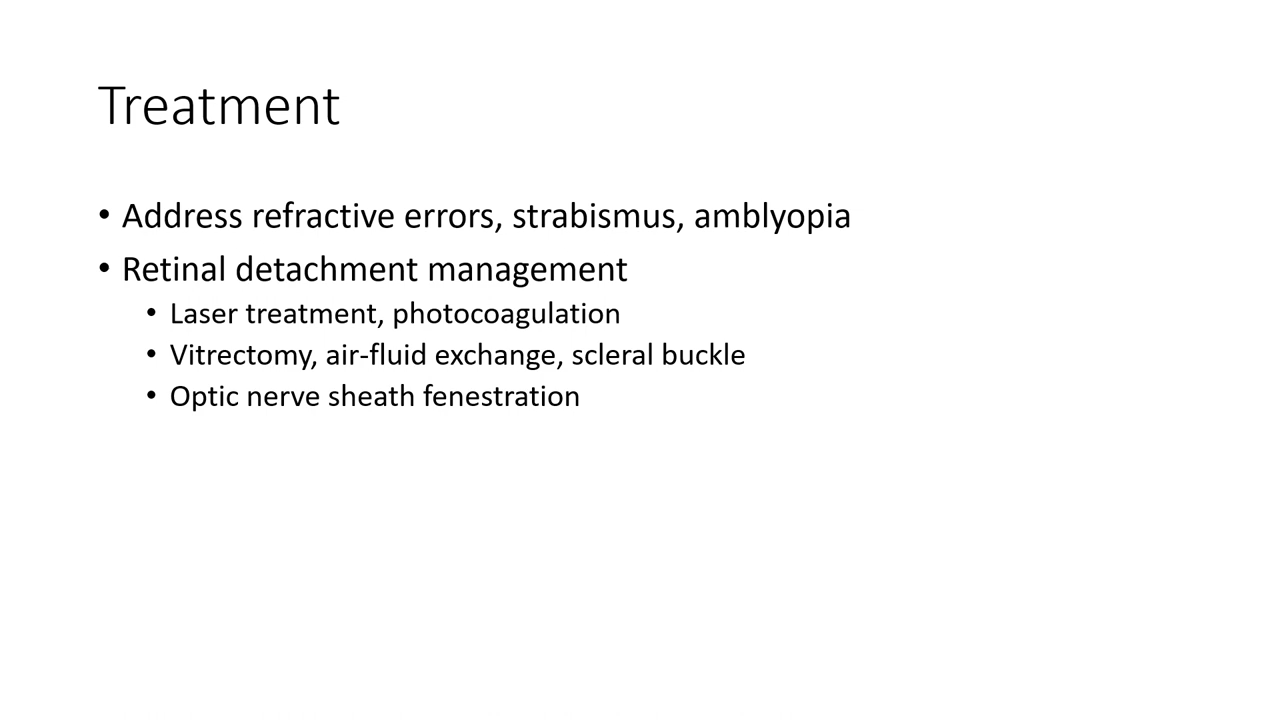 Treatment
• Address refractive errors, strabismus, amblyopia
• Retinal detachment management
• Laser treatment, photocoagulation
• Vitrectomy, air-fluid exchange, scleral buckle
• Optic nerve sheath fenestration